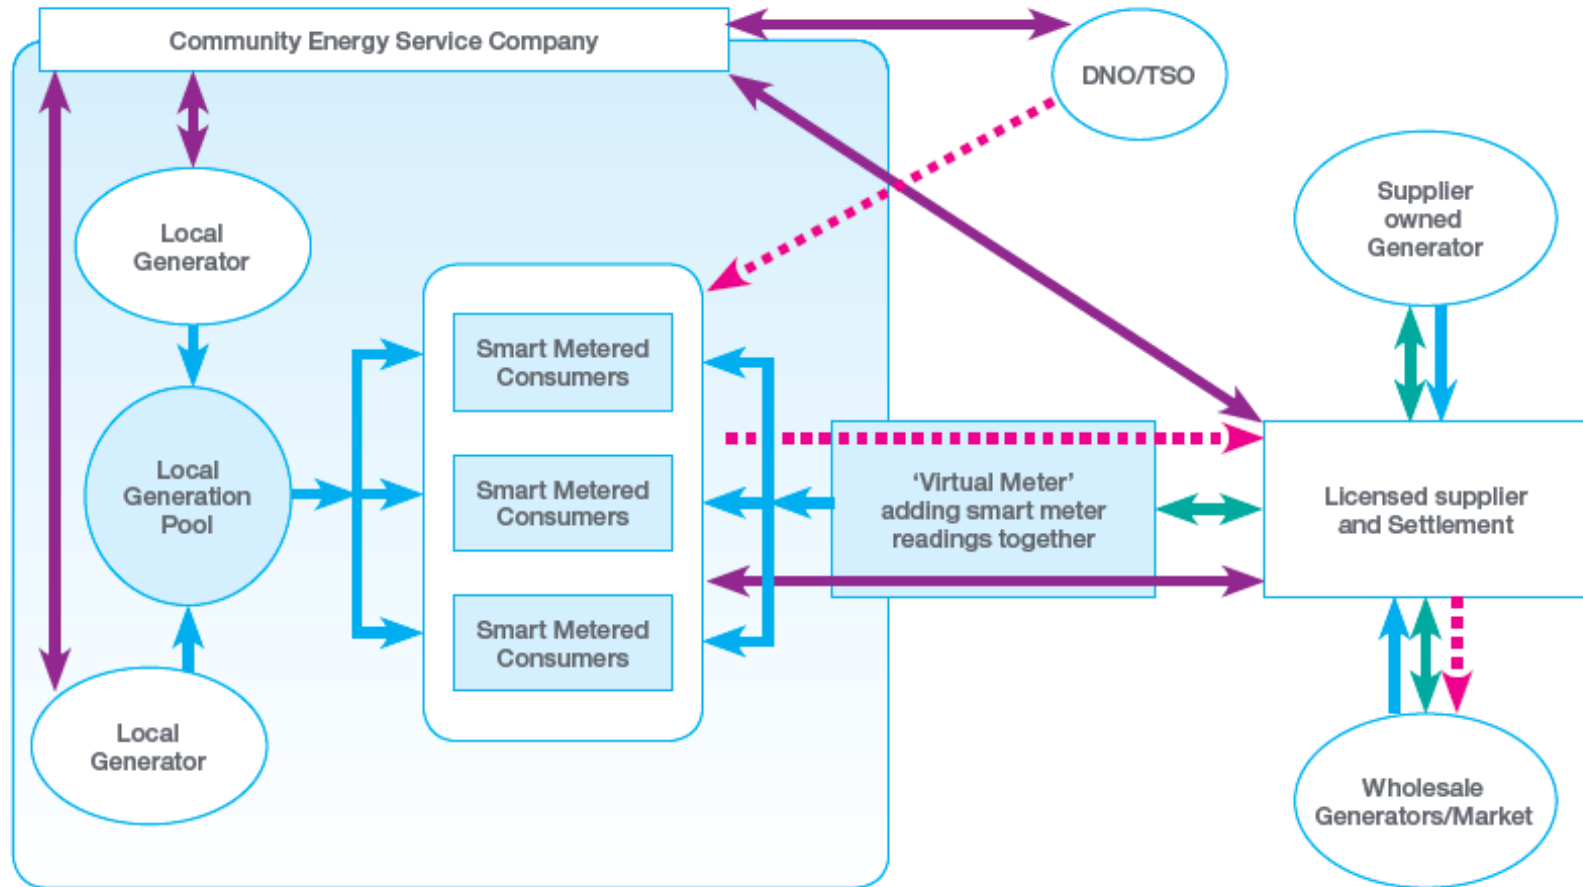 Community Energy Service Company
DNO/TSO
Local
Generator
Supplier
owned
Generator
Smart Metered
Consumers
Local
Generation
Pool
Smart Metered
Consumers
‘Virtual Meter’
adding smart meter
readings together
Licensed supplier
and Settlement
Smart Metered
Consumers
Local
Generator
Wholesale
Generators/Market